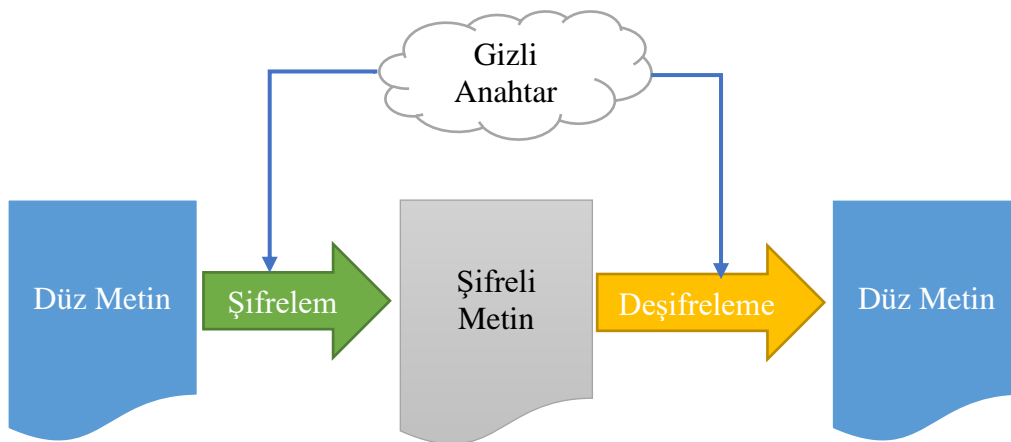 Gizli
Anahtar
Düz Metin
Şifrelem
Şifreli
Metin
Deşifreleme
Düz Metin